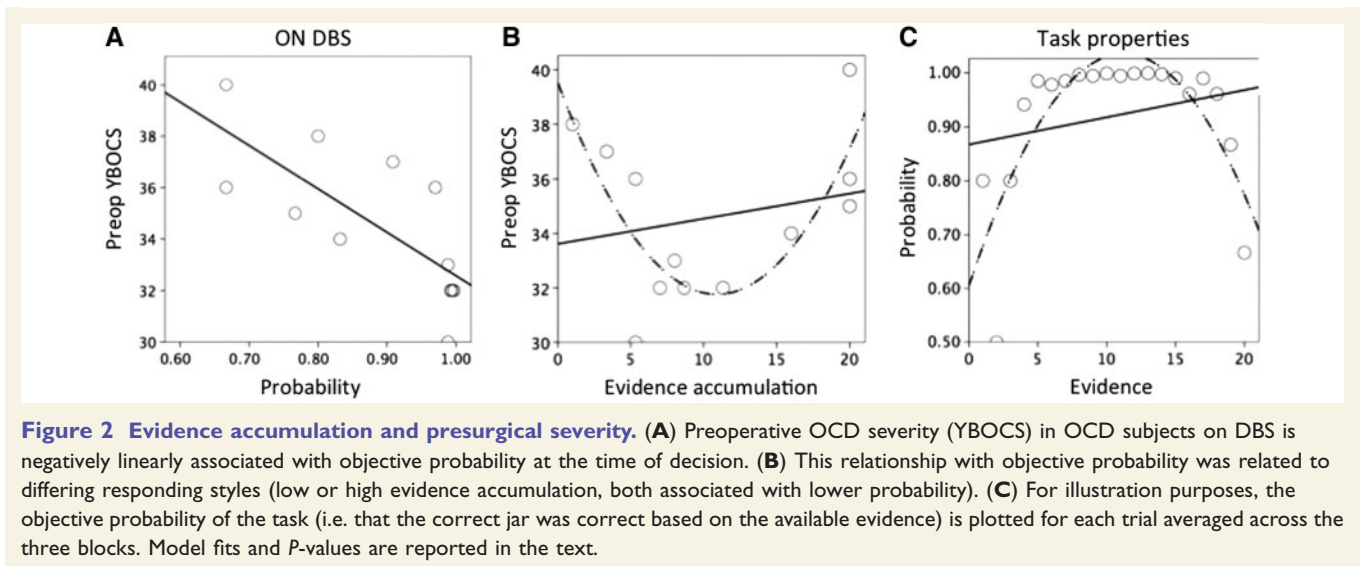 A
ON DBS
Preop YBOCS
40
38
36
34
32
30
0.60 0.70 0.80 0.90 1.00
Probability
B
Preop YBOCS
40
38
36
34
32
30
0 5 10 15 20
Evidence accumulation
C
Task properties
Probability
1.00
0.90
0.80
0.70
0.60
0.50
0 5 10 15 20
Evidence
Figure 2 Evidence accumulation and presurgical severity. (A) Preoperative OCD severity (YBOCS) in OCD subjects on DBS is
negatively linearly associated with objective probability at the time of decision. (B) This relationship with objective probability was related to
differing responding styles (low or high evidence accumulation, both associated with lower probability). (C) For illustration purposes, the
objective probability of the task (i.e. that the correct jar was correct based on the available evidence) is plotted for each trial averaged across the
three blocks. Model fits and P-values are reported in the text.